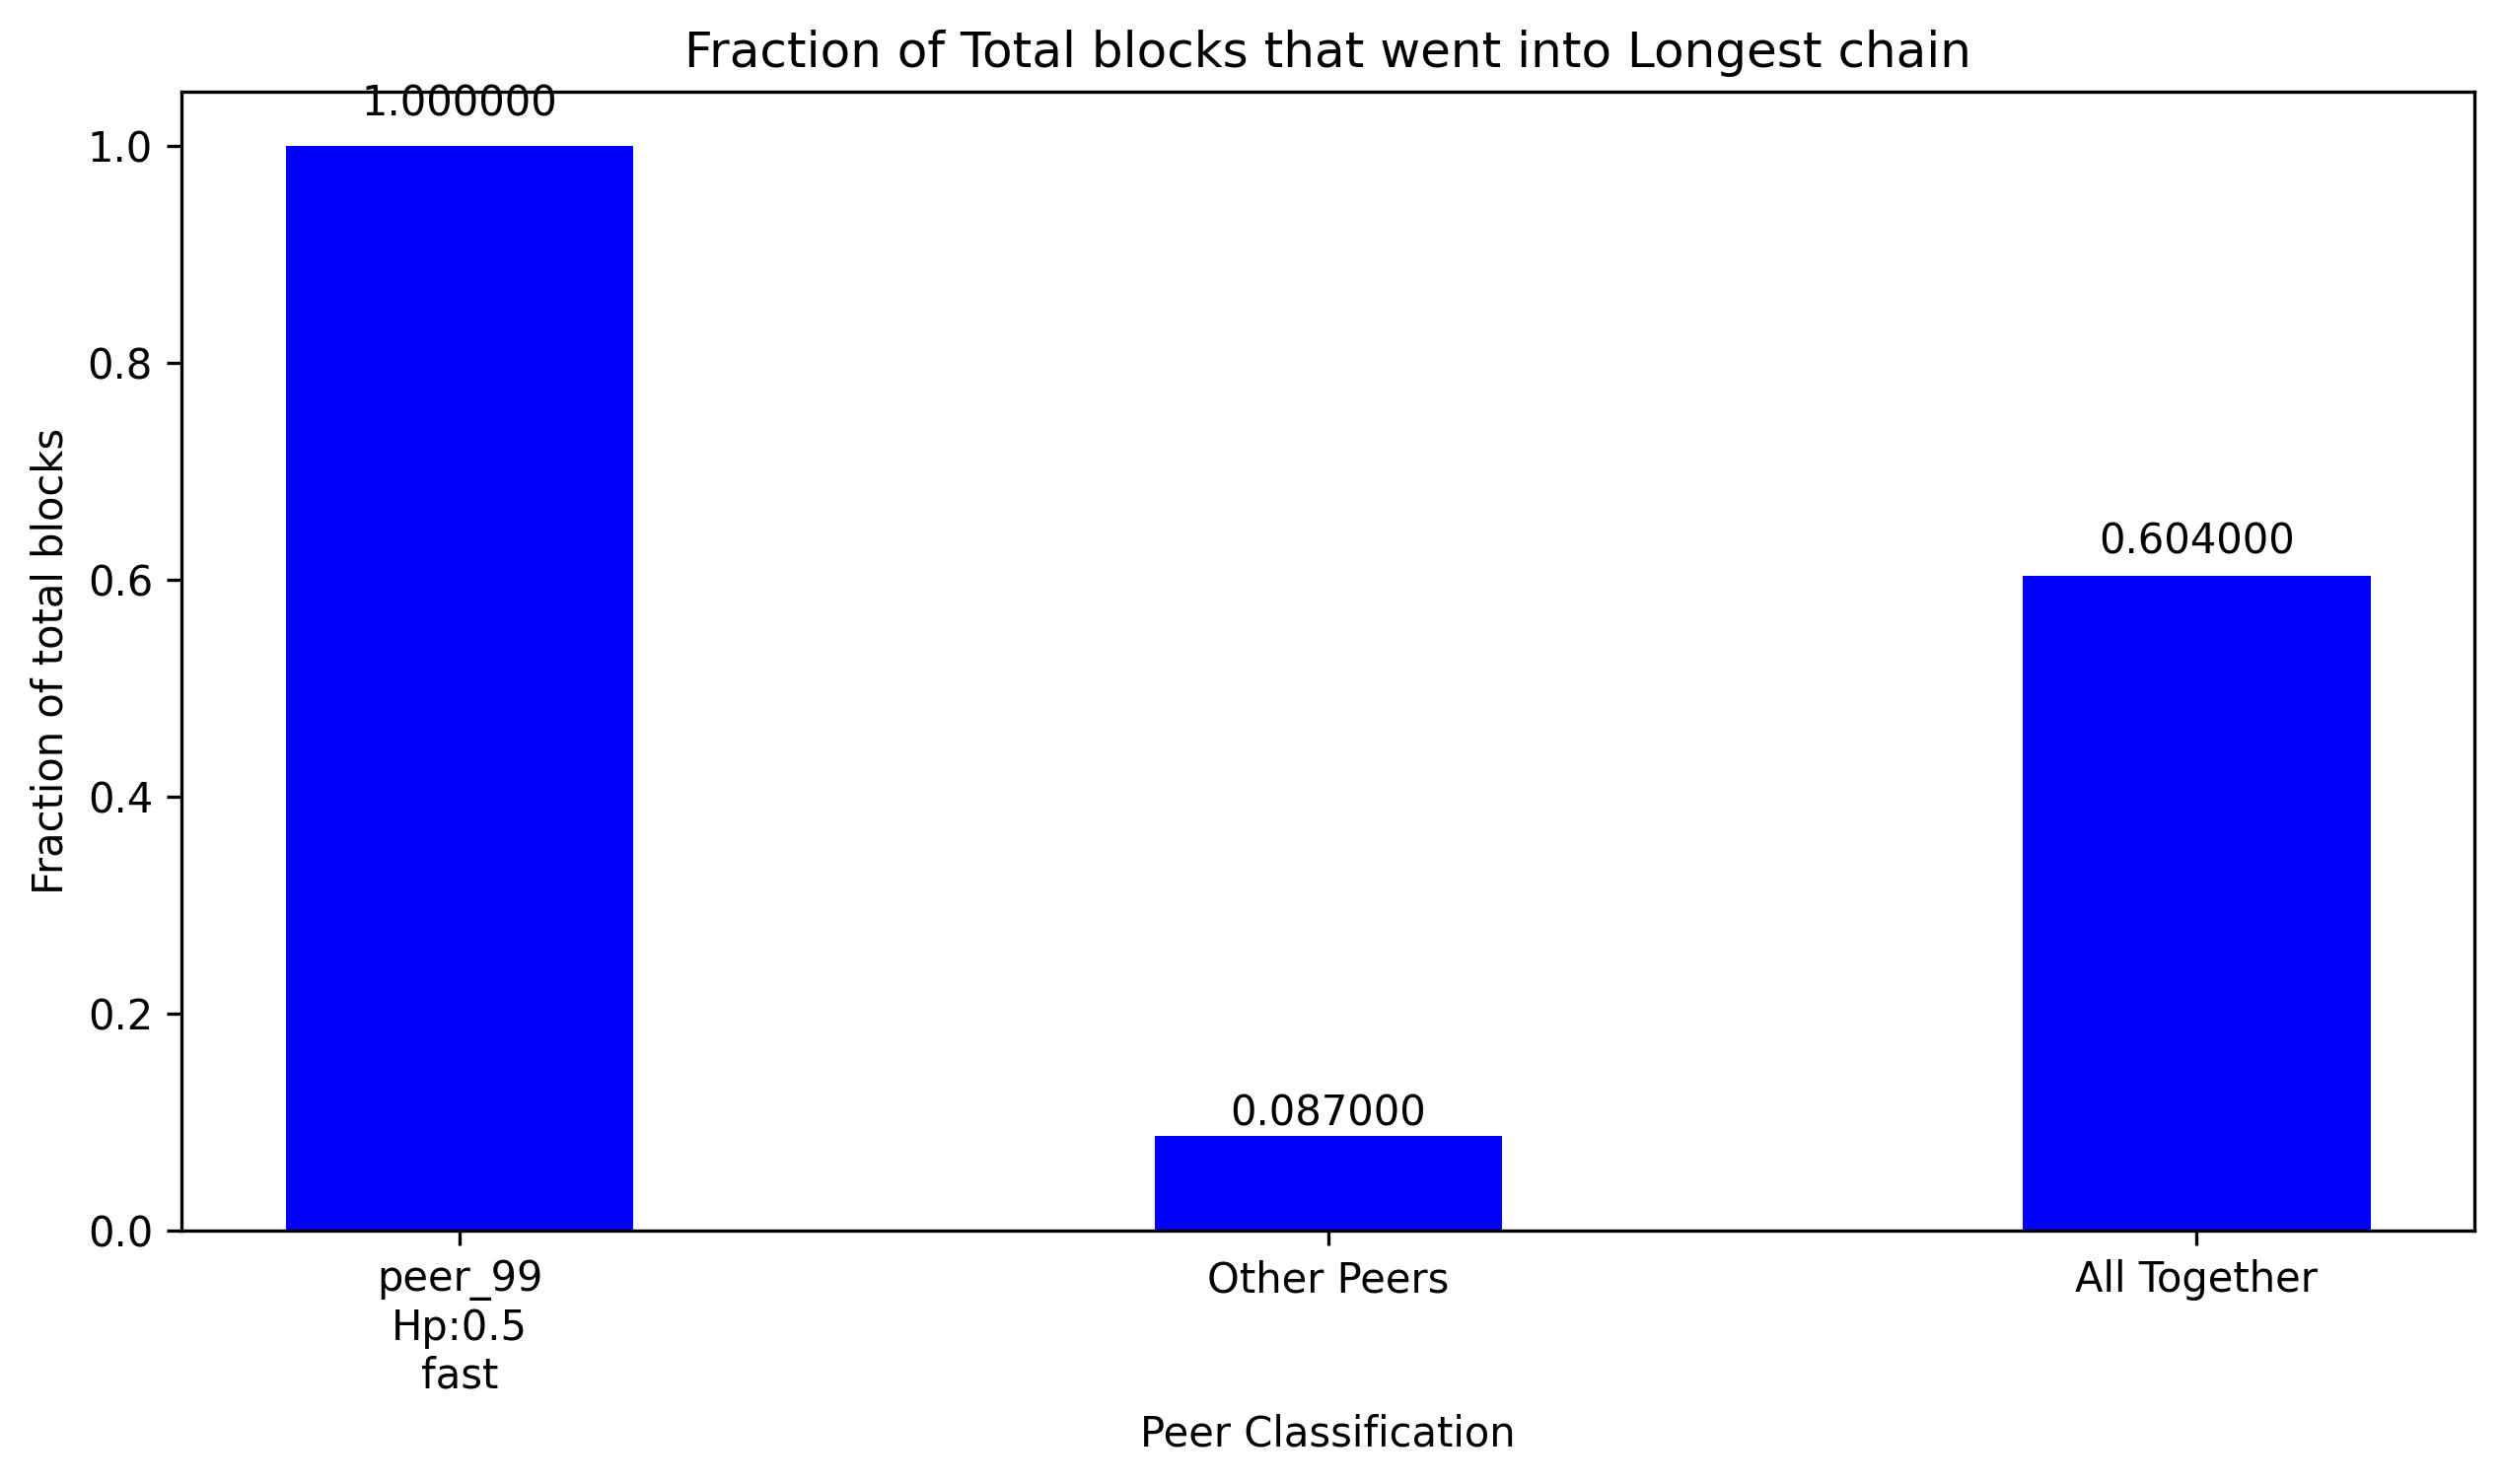 Fraction of Total blocks that went into Longest chain
1.000000
1.0
0.8
0.604000
0.6
0.4
0.2
0.087000
0.0
Fraction of total blocks
peer_99
Hp:0.5
fast
Other Peers
All Together
Peer Classification